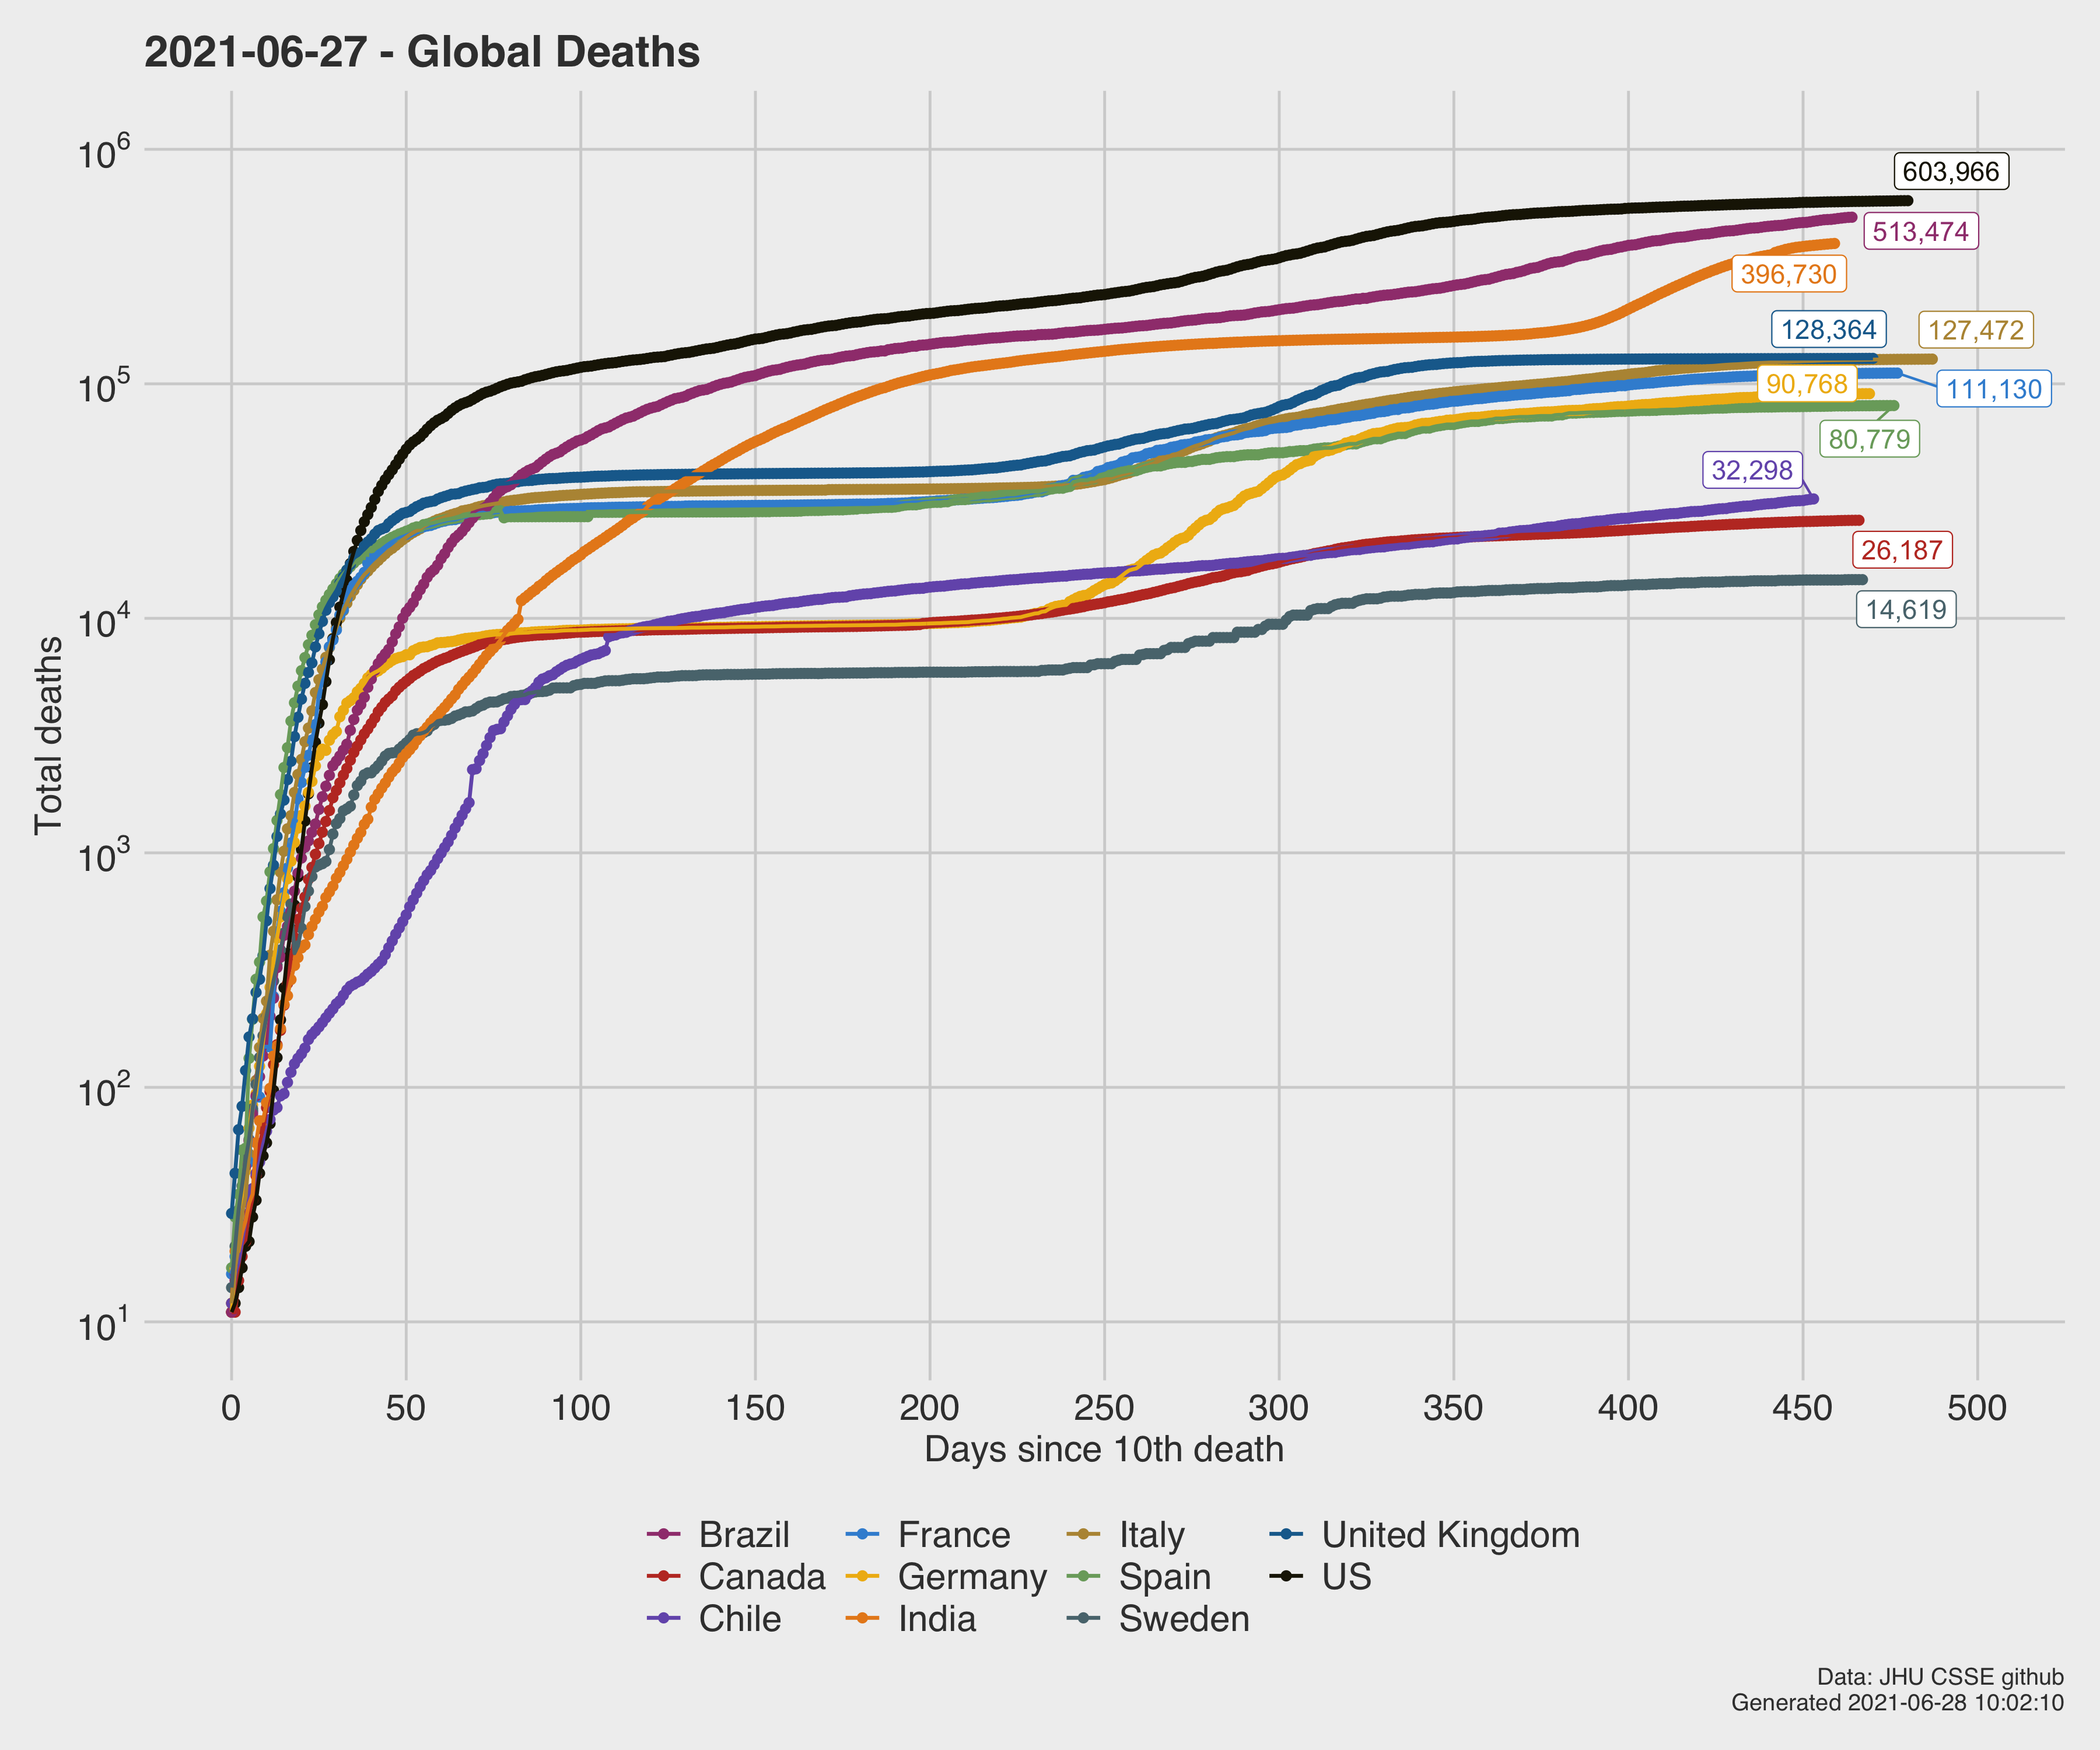 2021-06-27 - Global Deaths
10^6
10^5
10^4
10^3
10^2
10^1
Total deaths
603,966
513,474
396,730
128,364
127,472
90,768
111,130
80,779
32,298
26,187
14,619
0 50 100 150 200 250 300 350 400 450 500
Days since 10th death
Brazil France Italy United Kingdom
Canada Germany Spain US
Chile India Sweden
Data: JHU CSSE github
Generated 2021-06-28 10:02:10